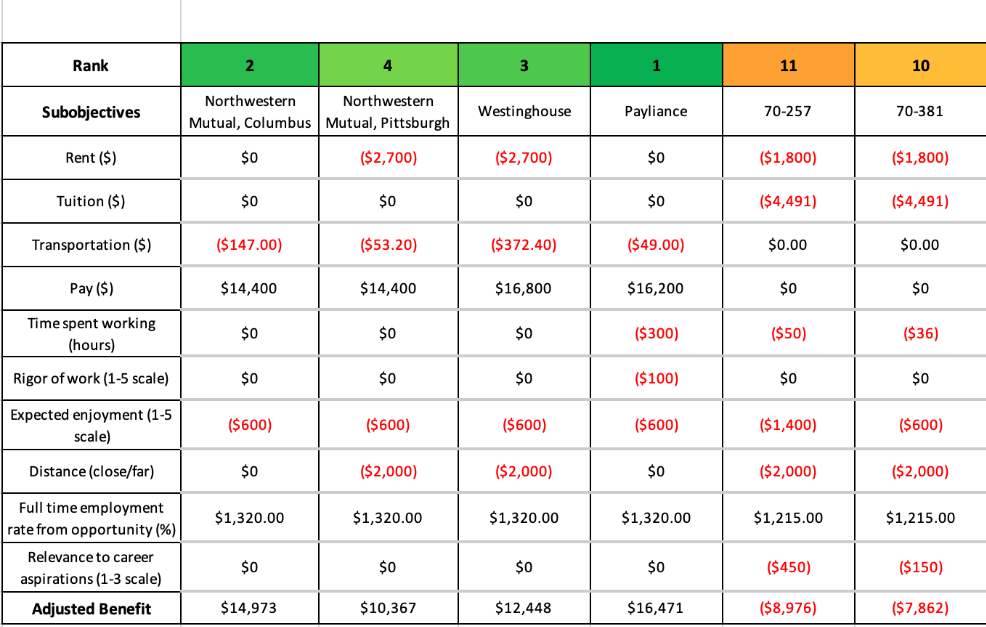 Rank 2 4 3 1 11 10
Subobjectives Northwestern Mutual, Columbus Northwestern Mutual, Pittsburgh Westinghouse Payliance 70-257 70-381
Rent ($) $0 ($2,700) ($2,700) $0 ($1,800) ($1,800)
Tuition ($) $0 $0 $0 $0 ($4,491) ($4,491)
Transportation ($) ($147.00) ($53.20) ($372.40) ($49.00) $0.00 $0.00
Pay ($) $14,400 $14,400 $16,800 $16,200 $0 $0
Time spent working (hours) $0 $0 $0 ($300) ($50) ($36)
Rigor of work (1-5 scale) $0 $0 $0 ($100) $0 $0
Expected enjoyment (1-5 scale) ($600) ($600) ($600) ($600) ($1,400) ($600)
Distance (close/far) $0 ($2,000) ($2,000) $0 ($2,000) ($2,000)
Full time employment rate from opportunity (%) $1,320.00 $1,320.00 $1,320.00 $1,320.00 $1,215.00 $1,215.00
Relevance to career aspirations (1-3 scale) $0 $0 $0 $0 ($450) ($150)
Adjusted Benefit $14,973 $10,367 $12,448 $16,471 ($8,976) ($7,862)